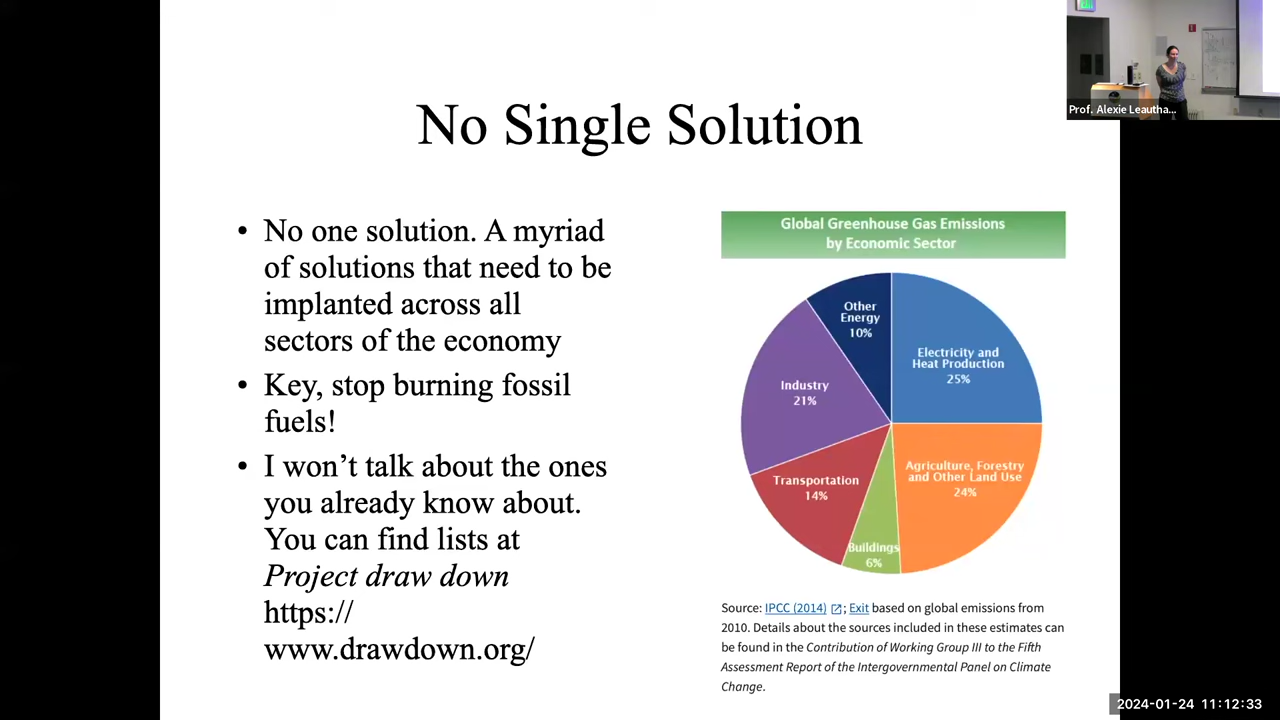 Prof. Alexie Leautha...
No Single Solution
• No one solution. A myriad
of solutions that need to be
implanted across all
sectors of the economy
• Key, stop burning fossil
fuels!
• I won’t talk about the ones
you already know about.
You can find lists at
Project draw down
https://
www.drawdown.org/
Global Greenhouse Gas Emissions
by Economic Sector
Other
Energy
10%
Electricity and
Heat Production
25%
Industry
21%
Agriculture, Forestry
and Other Land Use
24%
Transportation
14%
Buildings
6%
Source: IPCC (2014) ; Exit based on global emissions from
2010. Details about the sources included in these estimates can
be found in the Contribution of Working Group III to the Fifth
Assessment Report of the Intergovernmental Panel on Climate
Change.
2024-01-24 11:12:33